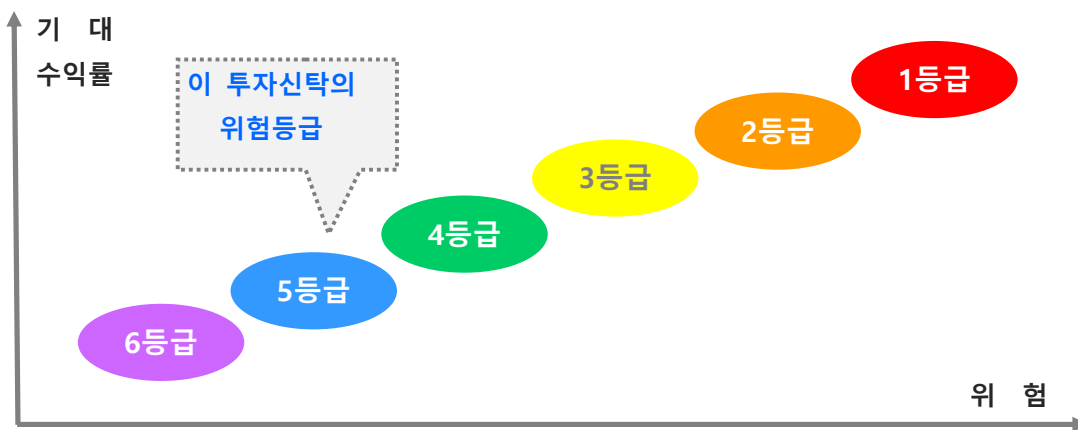 기 대
수익률
이 투자신탁의
위험등급
1등급
2등급
3등급
4등급
5등급
6등급
위 험